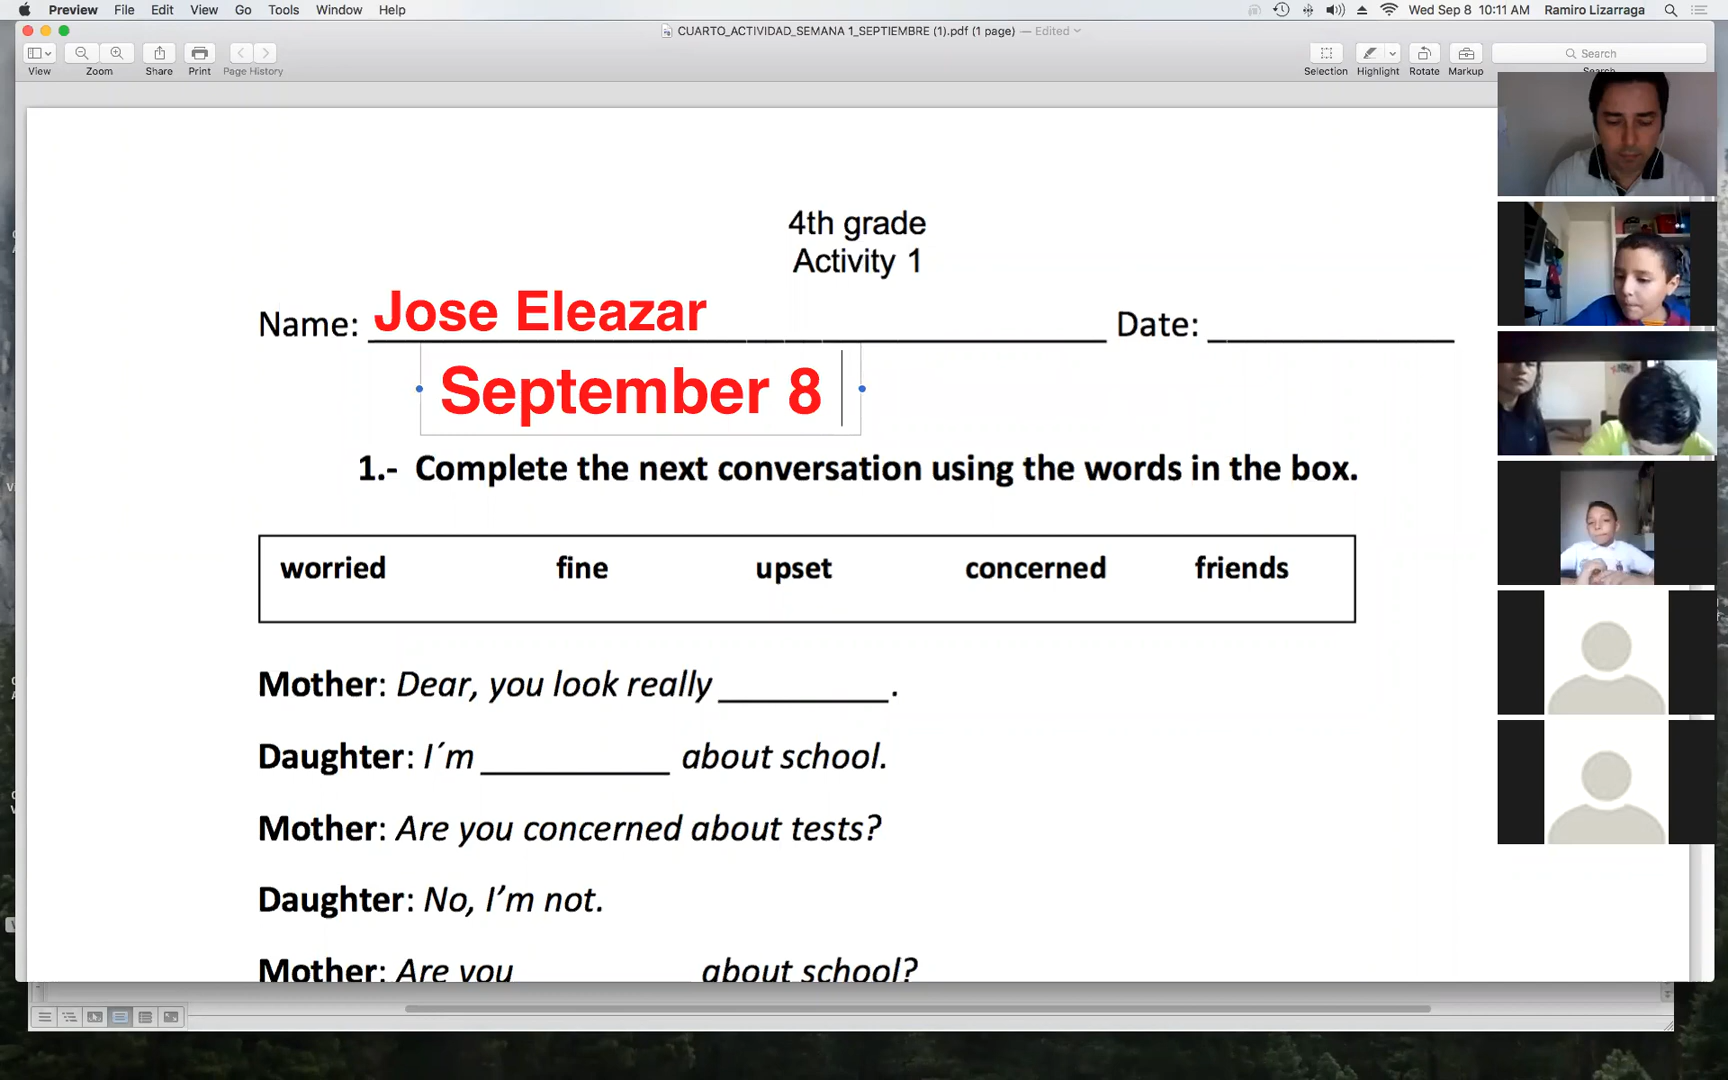 Preview File Edit View Go Tools Window Help Wed Sep 8 10:11 AM Ramiro Lizarraga
CUARTO_ACTIVIDAD_SEMANA 1_SEPTIEMBRE (1).pdf (1 page) — Edited
View Zoom Share Print Page History Selection Highlight Rotate Markup Search
Search
4th grade
Activity 1
Name: Jose Eleazar Date:
September 8
1.- Complete the next conversation using the words in the box.
worried fine upset concerned friends
Mother: Dear, you look really __________.
Daughter: I´m ___________ about school.
Mother: Are you concerned about tests?
Daughter: No, I'm not.
Mother: Are you __________ about school?